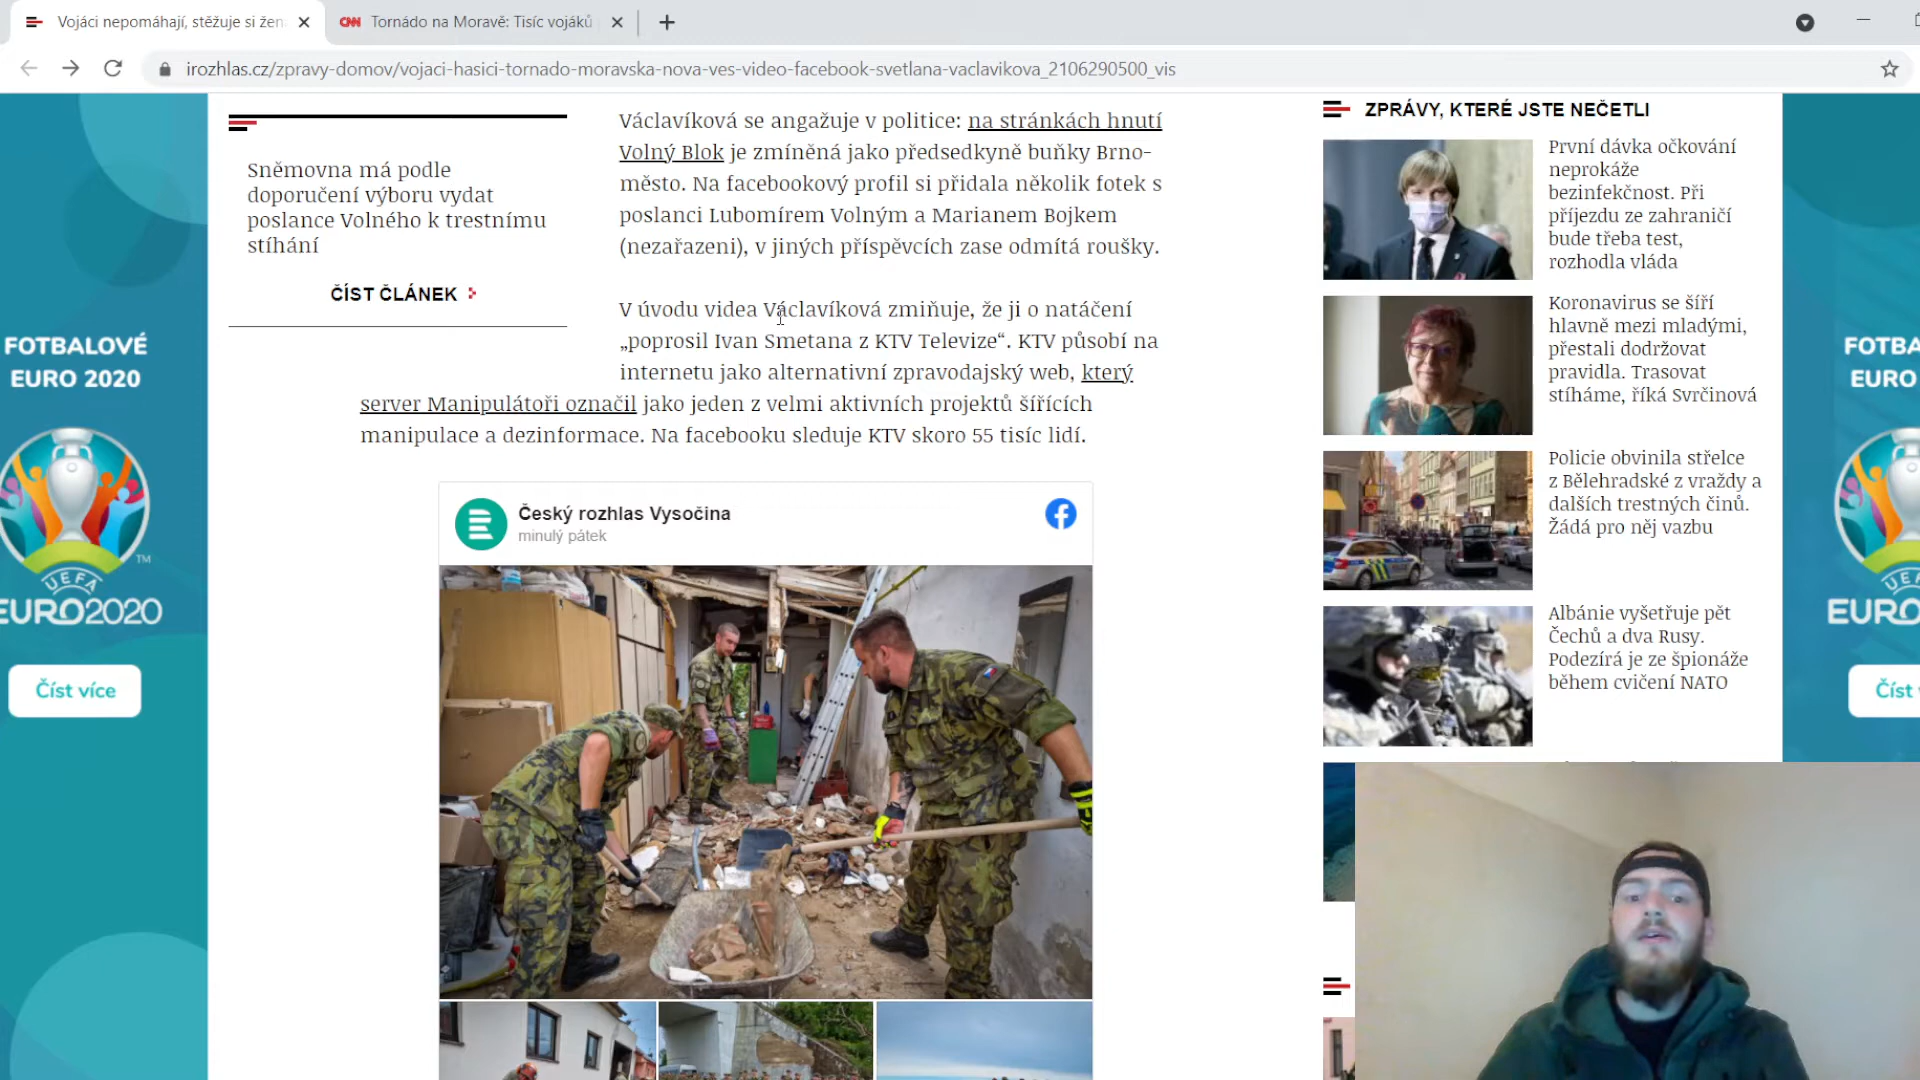 Vojáci nepomáhají, stěžuje si žen
CNN Tornádo na Moravě: Tisíc vojáků
irozhlas.cz/zpravy-domov/vojaci-hasici-tornado-moravska-nova-ves-video-facebook-svetlana-vaclavikova_2106290500_vis
Sněmovna má podle
doporučení výboru vydat
poslance Volného k trestnímu
stíhání
ČÍST ČLÁNEK
Václavíková se angažuje v politice: na stránkách hnutí
Volný Blok je zmíněná jako předsedkyně buňky Brno-
město. Na facebookový profil si přidala několik fotek s
poslanci Lubomírem Volným a Marianem Bojkem
(nezařazeni), v jiných příspěvcích zase odmítá roušky.
V úvodu videa Václavíková zmiňuje, že ji o natáčení
„poprosil Ivan Smetana z KTV Televize“. KTV působí na
internetu jako alternativní zpravodajský web, který
server Manipulátoři označil jako jeden z velmi aktivních projektů šířících
manipulace a dezinformace. Na facebooku sleduje KTV skoro 55 tisíc lidí.
Český rozhlas Vysočina
minulý pátek
ZPRÁVY, KTERÉ JSTE NEČETLI
První dávka očkování
neprokáže
bezinfekčnost. Při
příjezdu ze zahraničí
bude třeba test,
rozhodla vláda
Koronavirus se šíří
hlavně mezi mladými,
přestali dodržovat
pravidla. Trasovat
stíháme, říká Svrčinová
Policie obvinila střelce
z Bělehradské z vraždy a
dalších trestných činů.
Žádá pro něj vazbu
Albánie vyšetřuje pět
Čechů a dva Rusy.
Podezírá je ze špionáže
během cvičení NATO
FOTBALOVÉ
EURO 2020
UEFA
EURO2020
TM
Číst více
FOTBA
EURO
UEFA
EURO
Číst